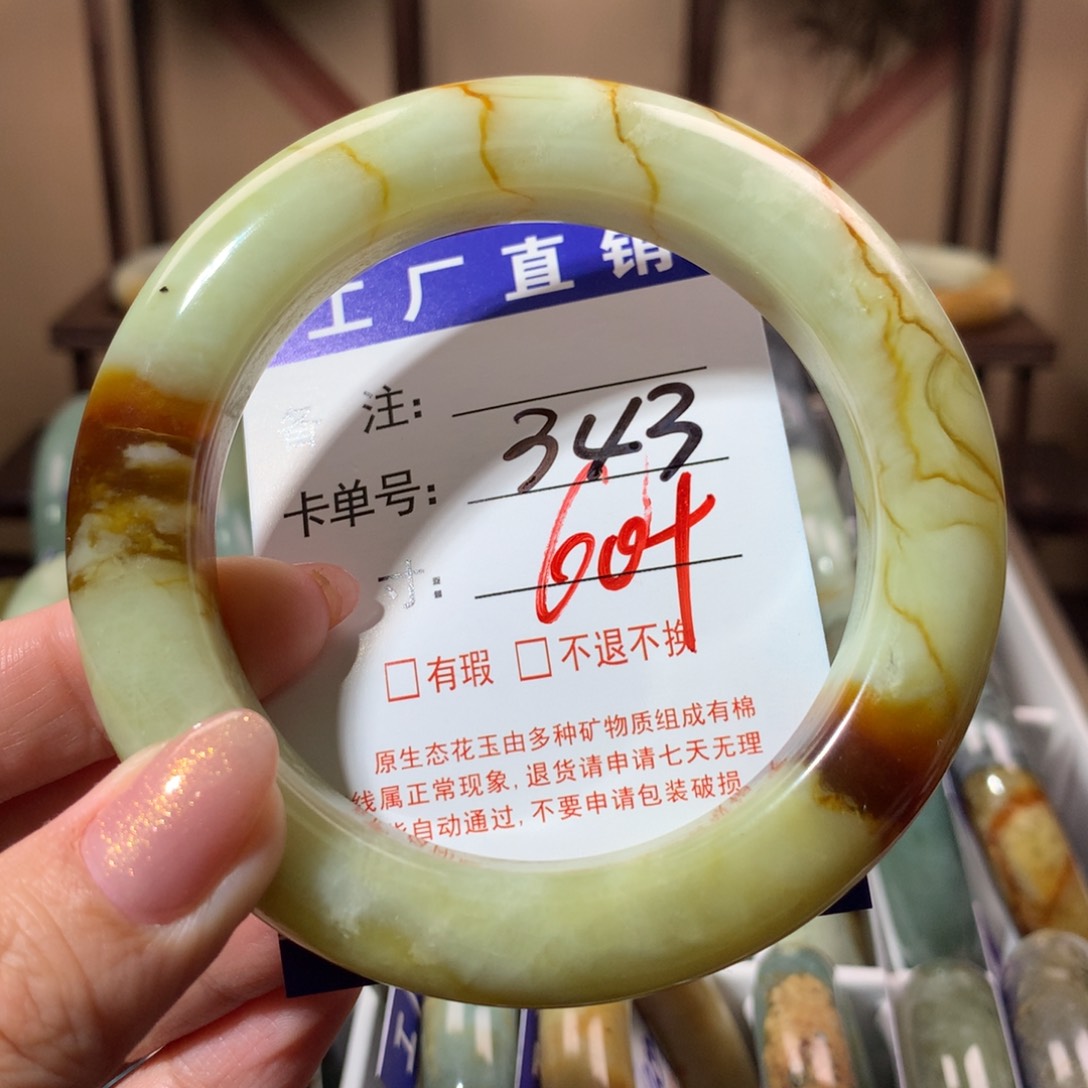 工厂直销
备 注:
卡单号: 343
寸: 604
□有瑕 □不退不换
原生态花玉由多种矿物质组成有棉
线属正常现象,退货请申请七天无理
自动通过,不要申请包装破损
工